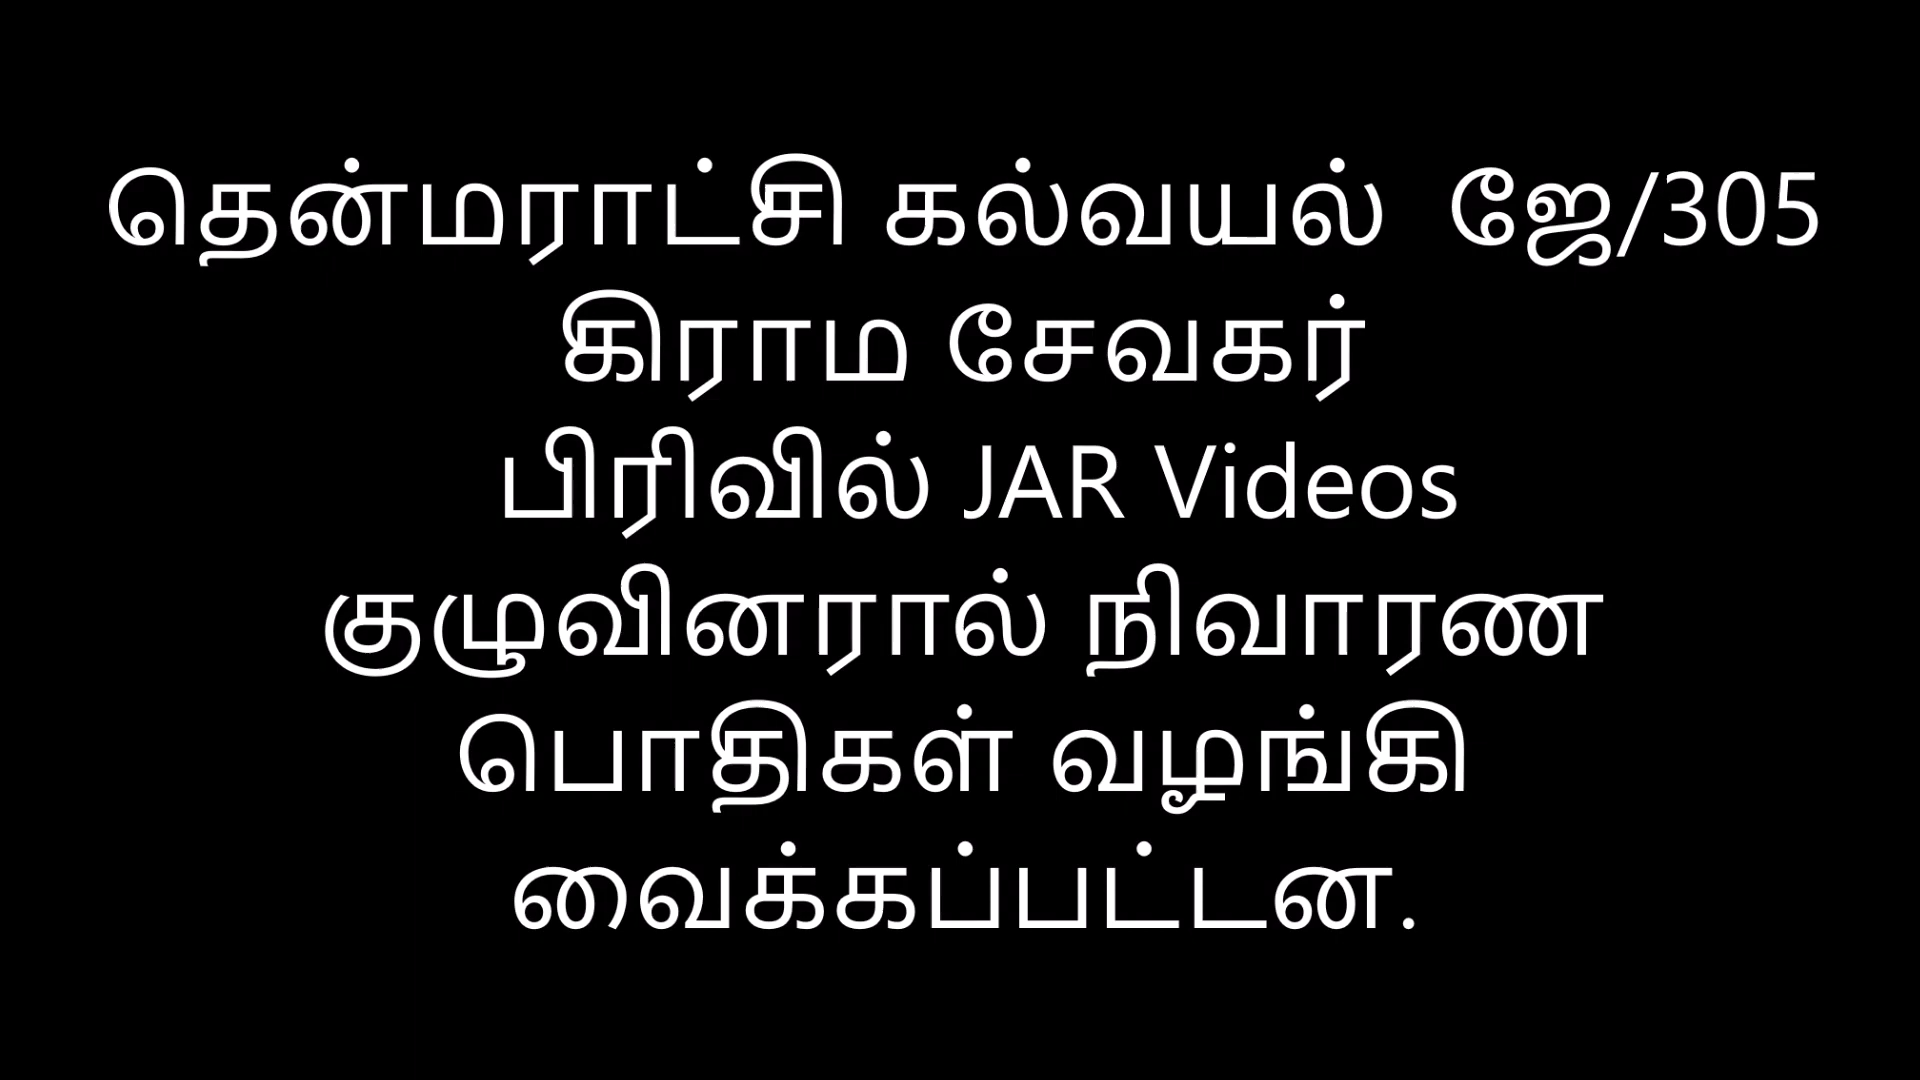 தென்மராட்சி கல்வயல்  ஜே/305
கிராம சேவகர்
பிரிவில் JAR Videos
குழுவினரால் நிவாரண
பொதிகள் வழங்கி
வைக்கப்பட்டன.